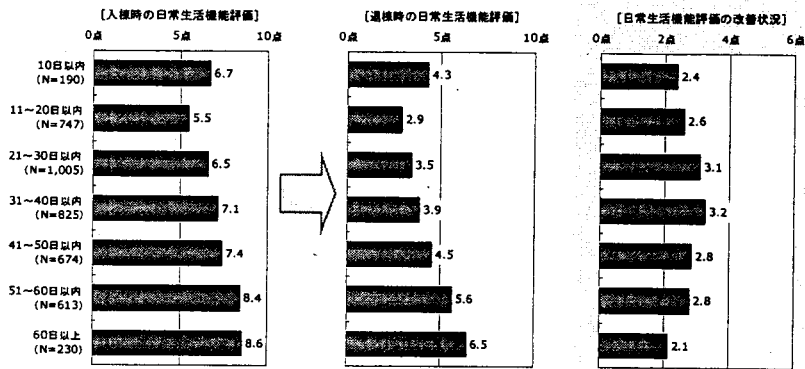 [入棟時の日常生活機能評価]
0点 5点 10点
10日以内
(N=190)
6.7
11～20日以内
(N=747)
5.5
21～30日以内
(N=1,005)
6.5
31～40日以内
(N=825)
7.1
41～50日以内
(N=674)
7.4
51～60日以内
(N=613)
8.4
60日以上
(N=230)
8.6
[退棟時の日常生活機能評価]
0点 5点 10点
4.3
2.9
3.5
3.9
4.5
5.6
6.5
[日常生活機能評価の改善状況]
0点 2点 4点 6点
2.4
2.6
3.1
3.2
2.8
2.8
2.1